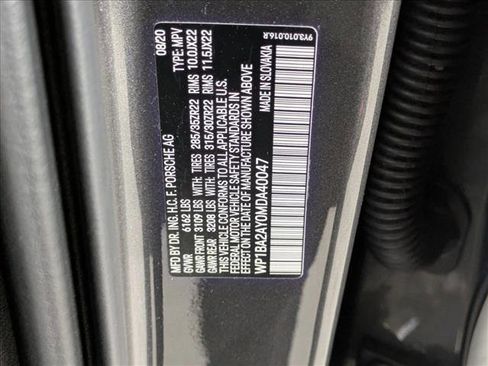 MFD BY DR. ING. H.C. F. PORSCHE AG 08/20
GVWR 6162 LBS TYPE: MPV
GAWR FRONT 3109 LBS WITH: TIRES 285/35ZR22 RIMS 10.0JX22
GAWR REAR 3208 LBS WITH: TIRES 315/30ZR22 RIMS 11.5JX22
THIS VEHICLE CONFORMS TO ALL APPLICABLE U.S.
FEDERAL MOTOR VEHICLE SAFETY STANDARDS IN
EFFECT ON THE DATE OF MANUFACTURE SHOWN ABOVE
WP1BA2AY0MDA40047 MADE IN SLOVAKIA
9Y3.010.016.R